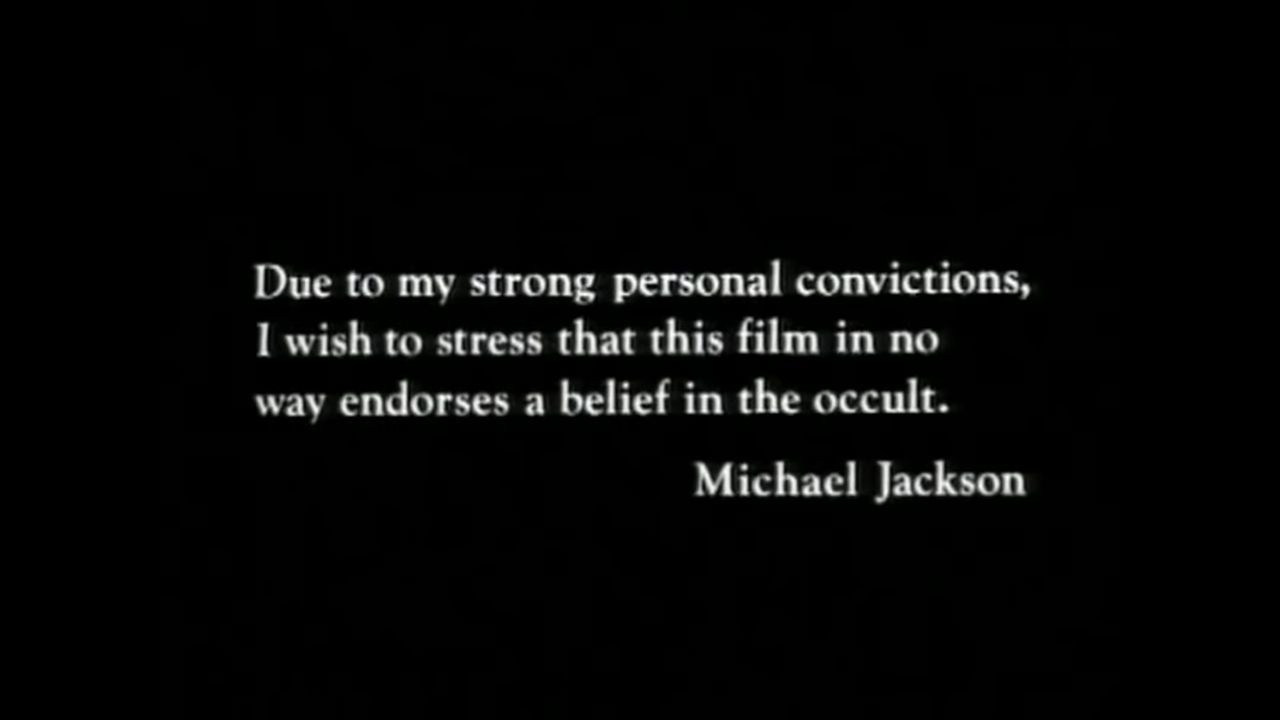 Due to my strong personal convictions,
I wish to stress that this film in no
way endorses a belief in the occult.
Michael Jackson